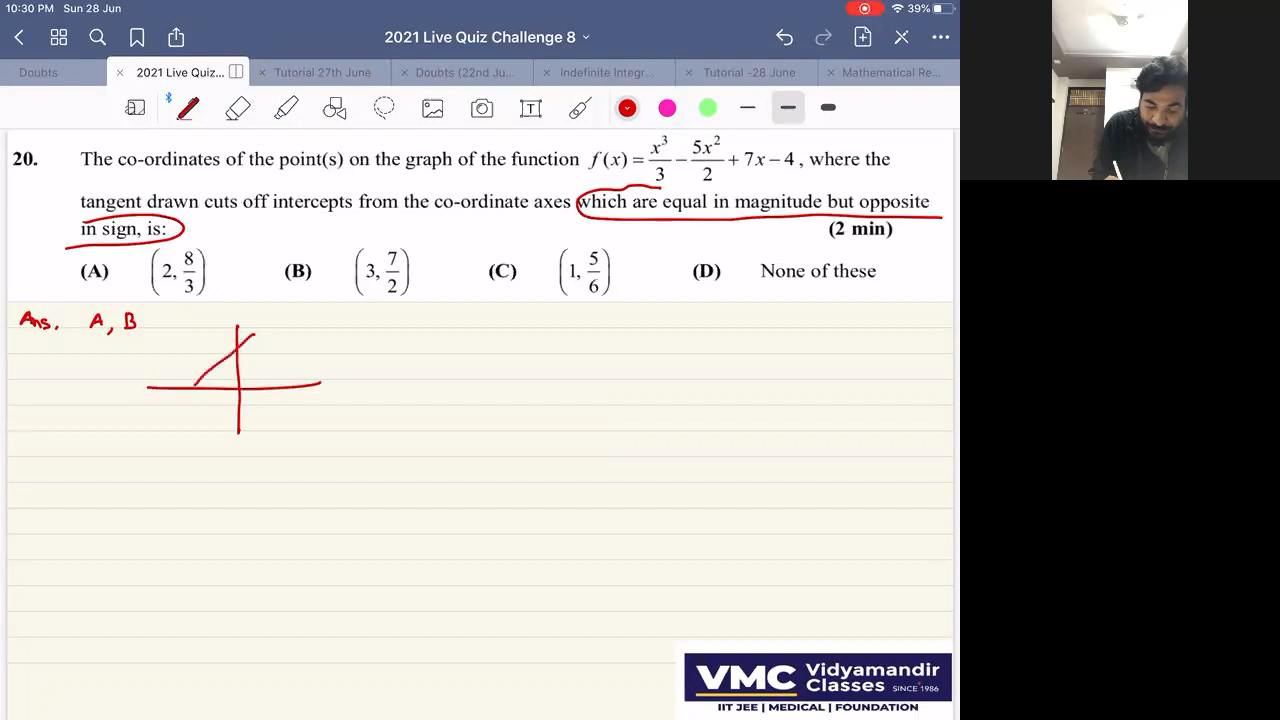 10:30 PM Sun 28 Jun
39%
2021 Live Quiz Challenge 8
Doubts
2021 Live Quiz...
Tutorial 27th June
Doubts (22nd Ju...
Indefinite Integr...
Tutorial -28 June
Mathematical Re...
20. The co-ordinates of the point(s) on the graph of the function f(x) = x³/3 − 5x²/2 + 7x − 4, where the
tangent drawn cuts off intercepts from the co-ordinate axes which are equal in magnitude but opposite
in sign, is: (2 min)
(A) (2, 8/3) (B) (3, 7/2) (C) (1, 5/6) (D) None of these
Ans. A, B
VMC Vidyamandir
Classes SINCE 1986
IIT JEE | MEDICAL | FOUNDATION